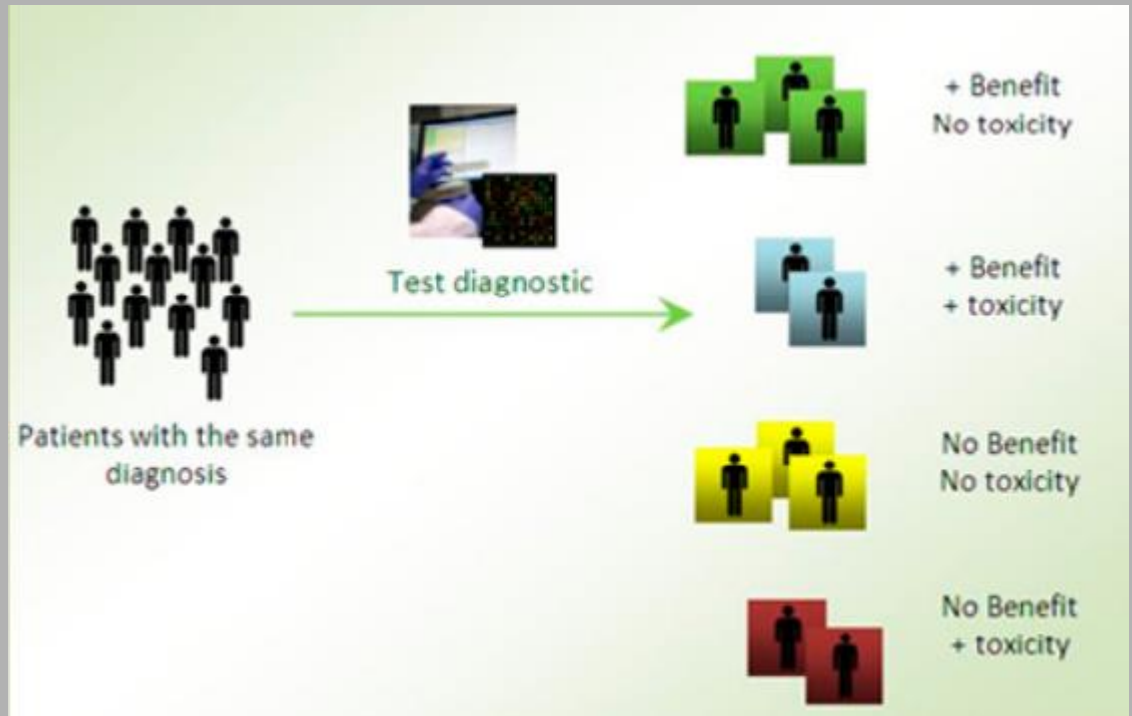 + Benefit
No toxicity
Test diagnostic
+ Benefit
+ toxicity
Patients with the same
diagnosis
No Benefit
No toxicity
No Benefit
+ toxicity